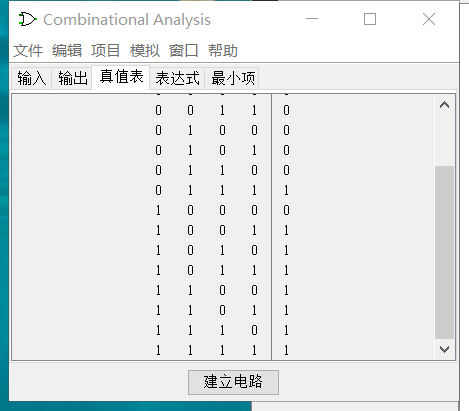 Combinational Analysis
文件 编辑 项目 模拟 窗口 帮助
输入 输出 真值表 表达式 最小项
0 0 1 1 0
0 1 0 0 0
0 1 0 1 0
0 1 1 0 0
0 1 1 1 1
1 0 0 0 0
1 0 0 1 1
1 0 1 0 1
1 0 1 1 1
1 1 0 0 1
1 1 0 1 1
1 1 1 0 1
1 1 1 1 1
建立电路